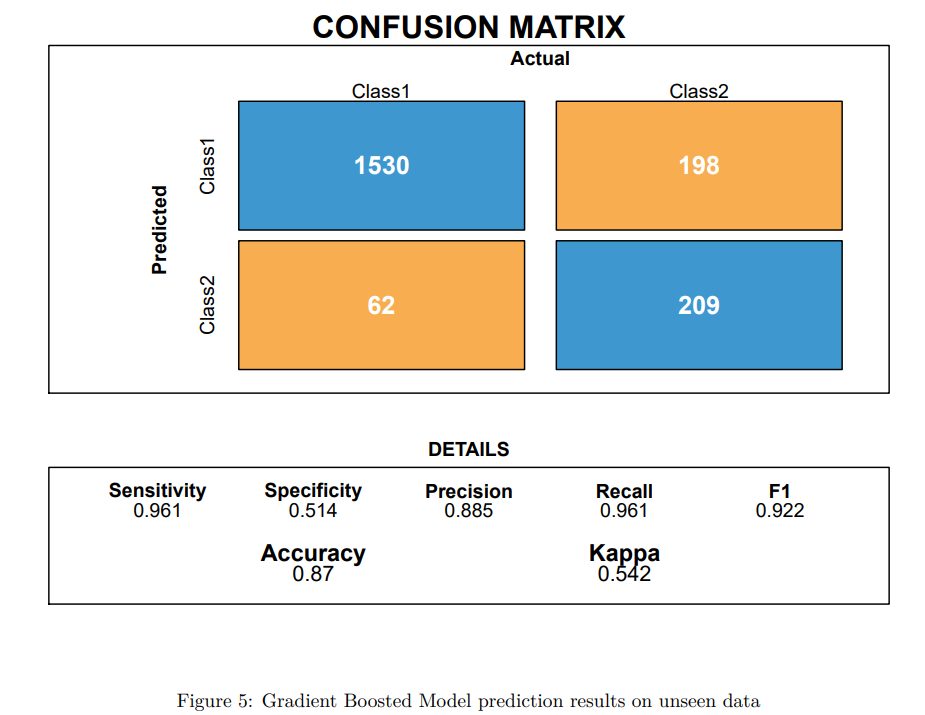 CONFUSION MATRIX
Actual
Class1 Class2
Predicted
Class1
1530 198
Class2
62 209
DETAILS
Sensitivity Specificity Precision Recall F1
0.961 0.514 0.885 0.961 0.922
Accuracy Kappa
0.87 0.542
Figure 5: Gradient Boosted Model prediction results on unseen data